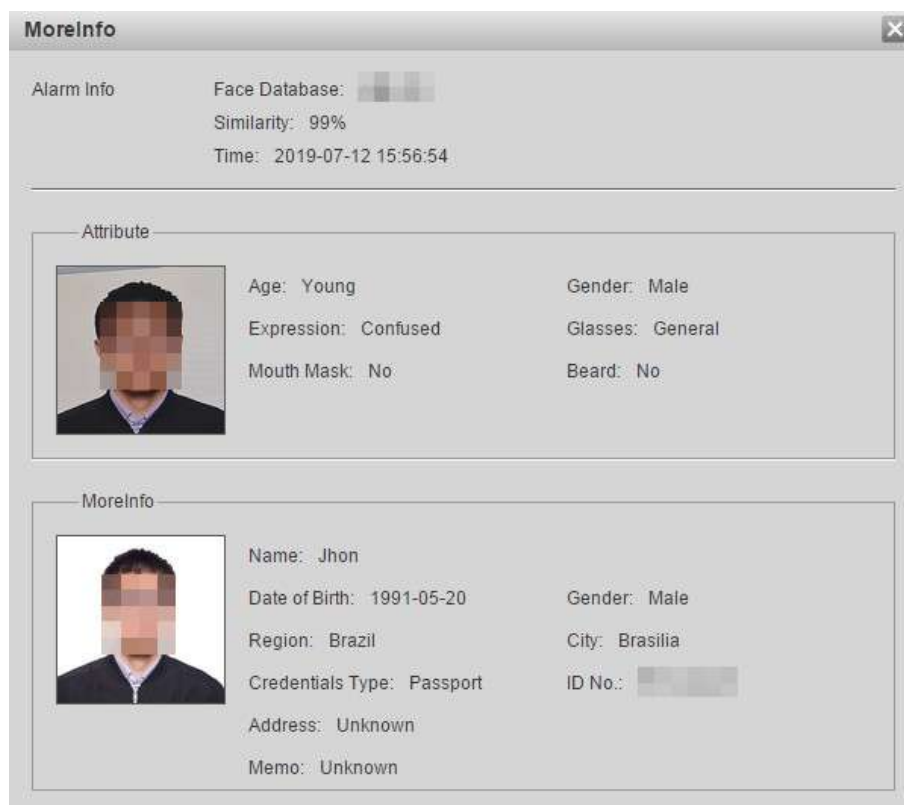 MoreInfo
Alarm Info
Face Database:
Similarity: 99%
Time: 2019-07-12 15:56:54
Attribute
Age: Young Gender: Male
Expression: Confused Glasses: General
Mouth Mask: No Beard: No
MoreInfo
Name: Jhon
Date of Birth: 1991-05-20 Gender: Male
Region: Brazil City: Brasilia
Credentials Type: Passport ID No.:
Address: Unknown
Memo: Unknown